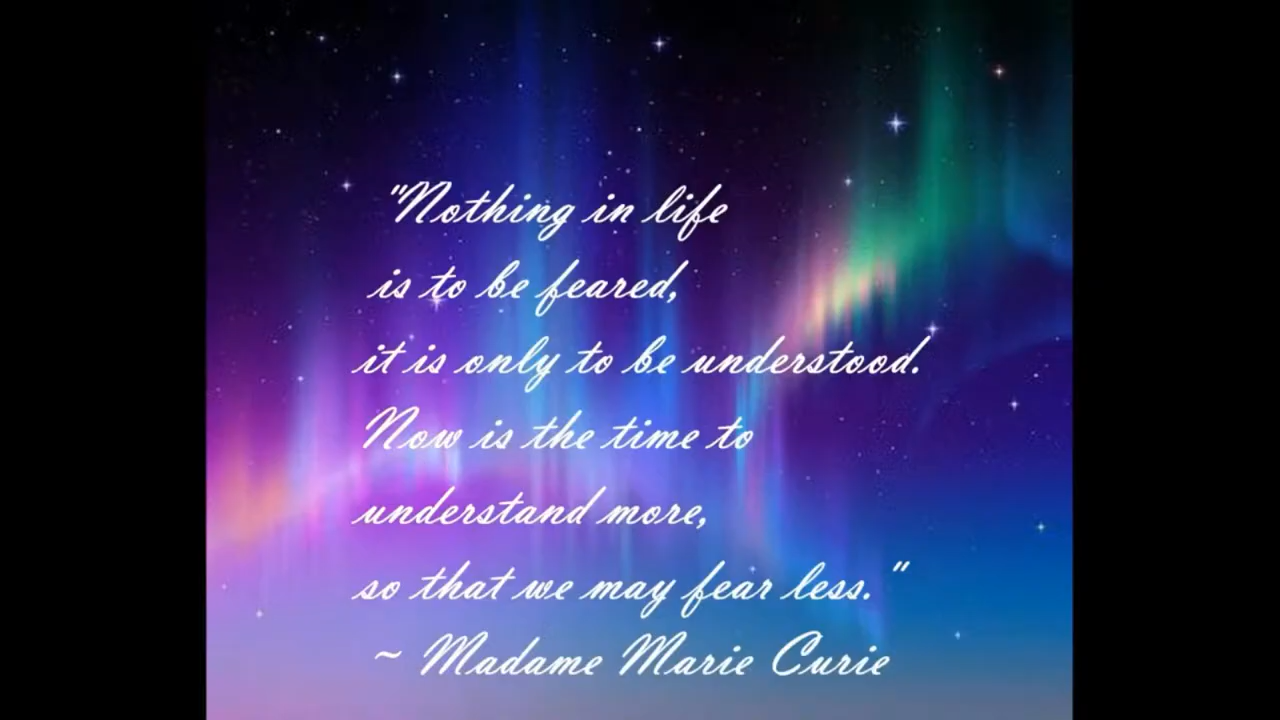 "Nothing in life
is to be feared,
it is only to be understood.
Now is the time to
understand more,
so that we may fear less."
~ Madame Marie Curie